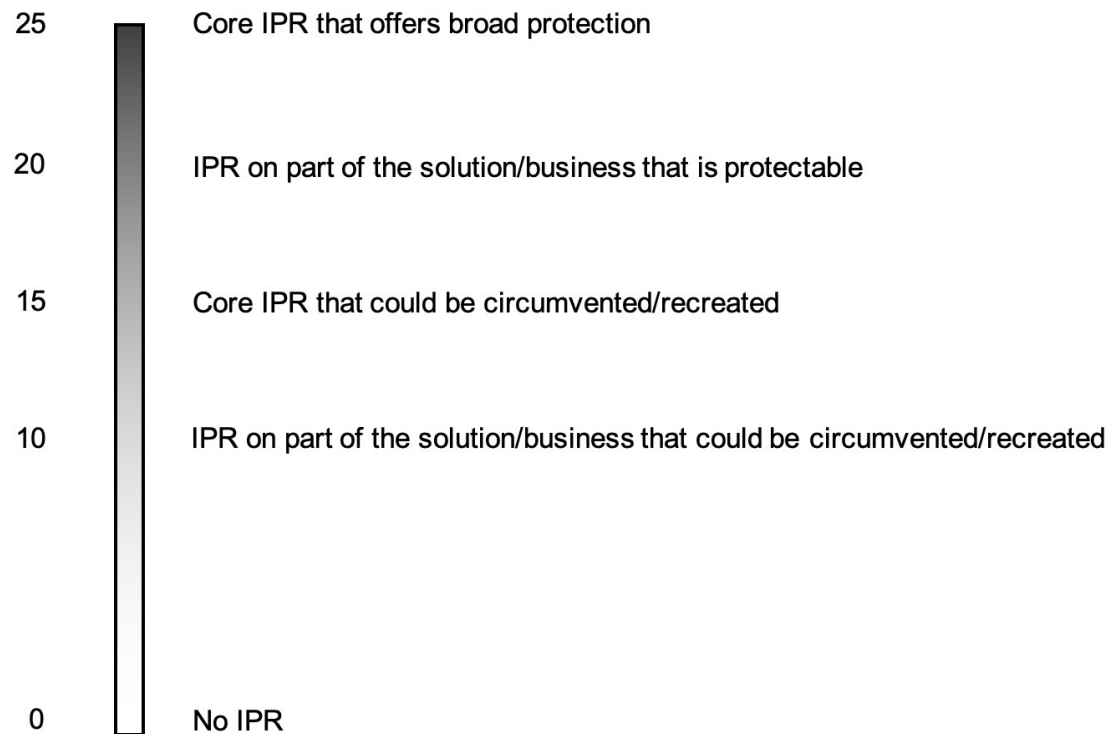 25 Core IPR that offers broad protection
20 IPR on part of the solution/business that is protectable
15 Core IPR that could be circumvented/recreated
10 IPR on part of the solution/business that could be circumvented/recreated
0 No IPR